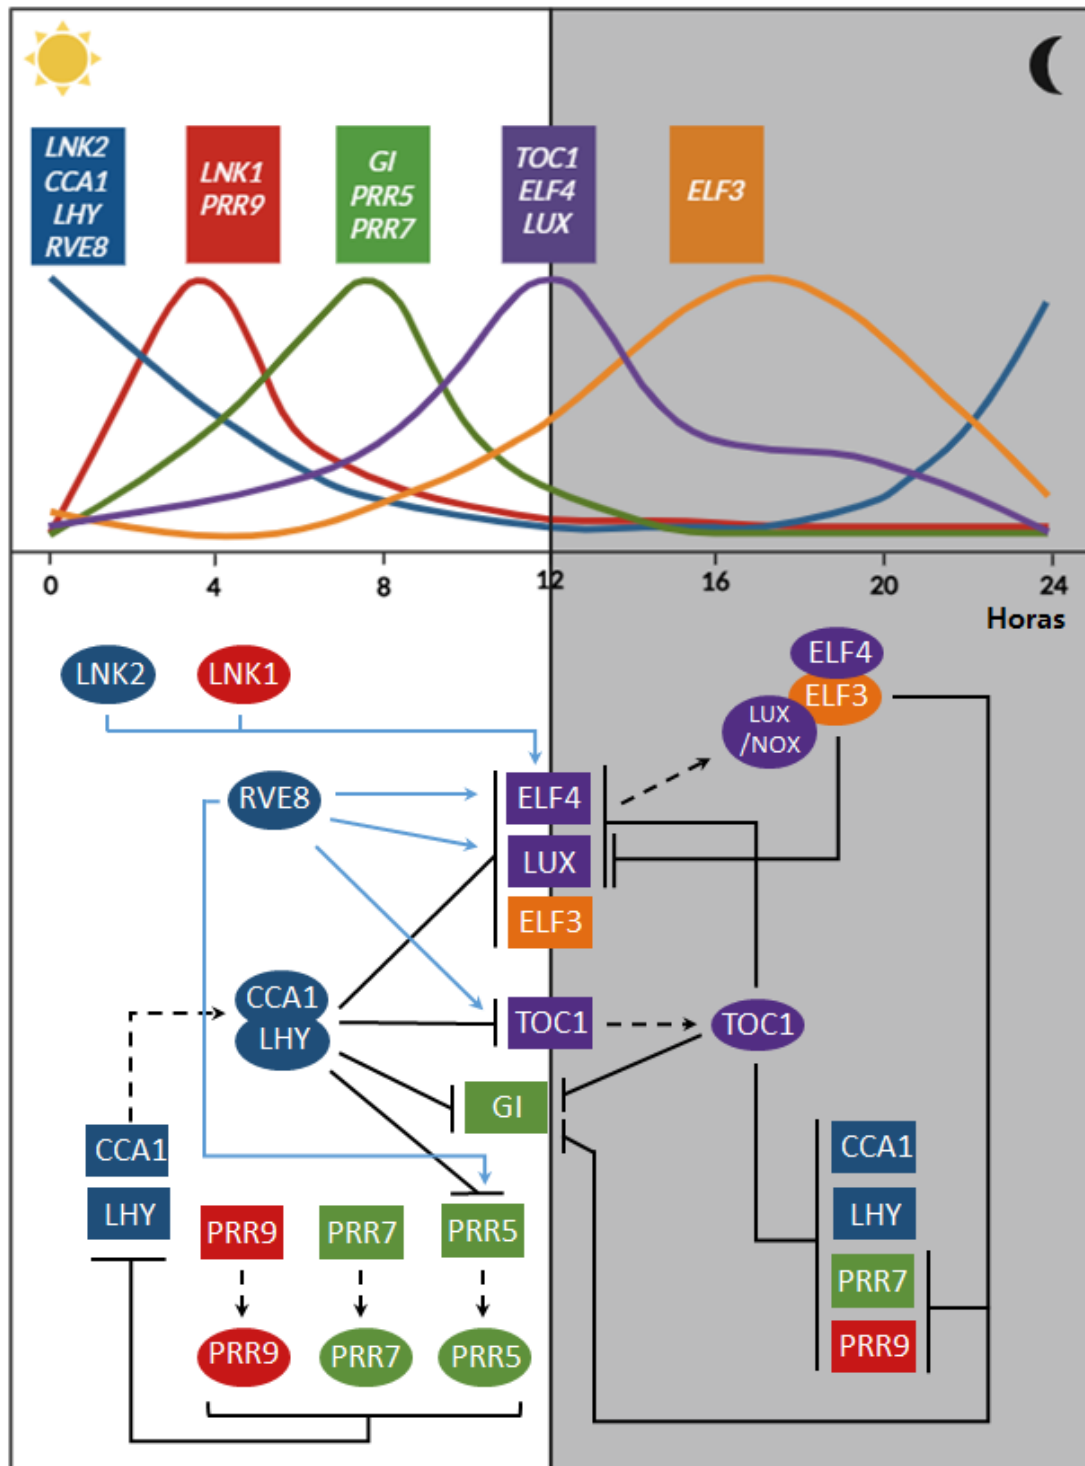 LNK2
CCA1
LHY
RVE8
LNK1
PRR9
GI
PRR5
PRR7
TOC1
ELF4
LUX
ELF3
0
4
8
12
16
20
24
Horas
LNK2
LNK1
ELF4
ELF3
LUX
/NOX
RVE8
ELF4
LUX
ELF3
CCA1
LHY
TOC1
TOC1
GI
CCA1
LHY
PRR9
PRR7
PRR5
PRR9
PRR7
PRR5
CCA1
LHY
PRR7
PRR9